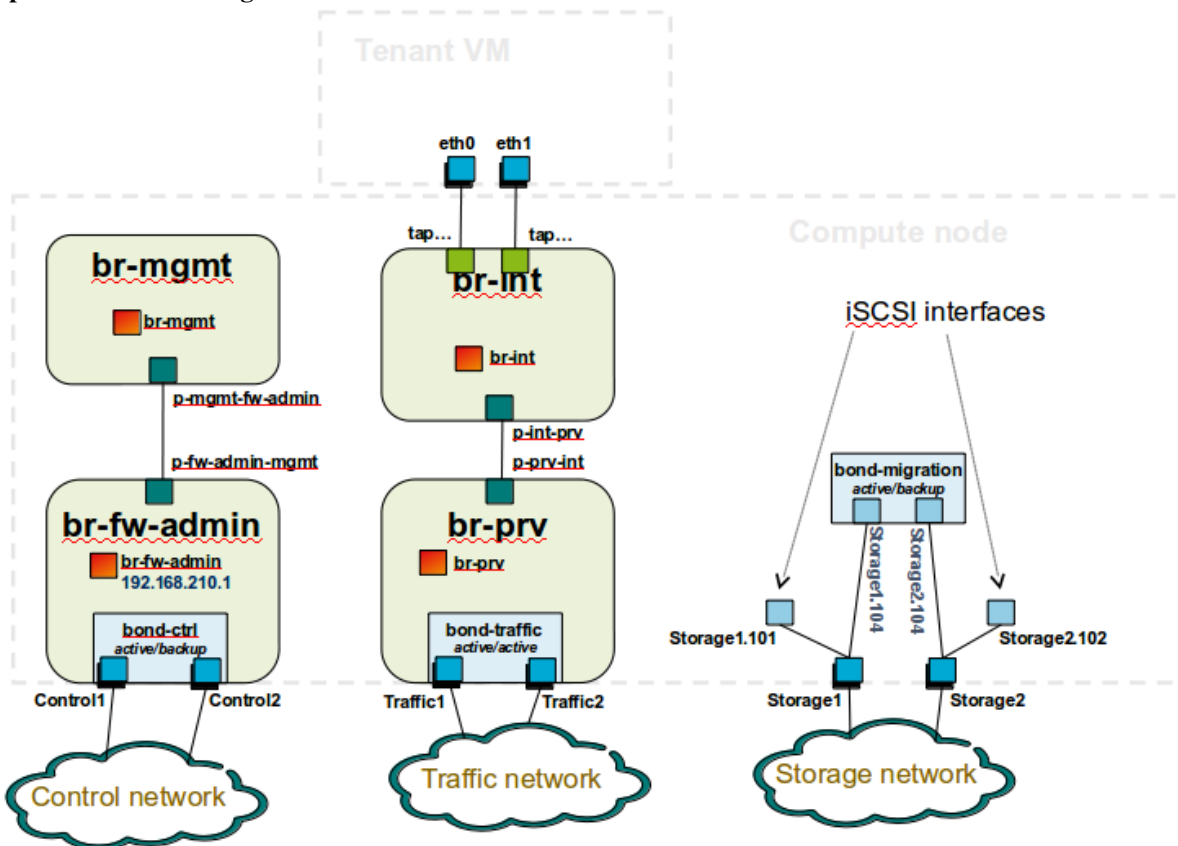 Tenant VM
eth0
eth1
tap...
tap...
Compute node
br-mgmt
br-mgmt
p-mgmt-fw-admin
p-fw-admin-mgmt
br-fw-admin
br-fw-admin
192.168.210.1
bond-ctrl
active/backup
Control1
Control2
Control network
br-int
br-int
p-int-prv
p-prv-int
br-prv
br-prv
bond-traffic
active/active
Traffic1
Traffic2
Traffic network
iSCSI interfaces
bond-migration
active/backup
Storage1.104
Storage2.104
Storage1.101
Storage2.102
Storage1
Storage2
Storage network